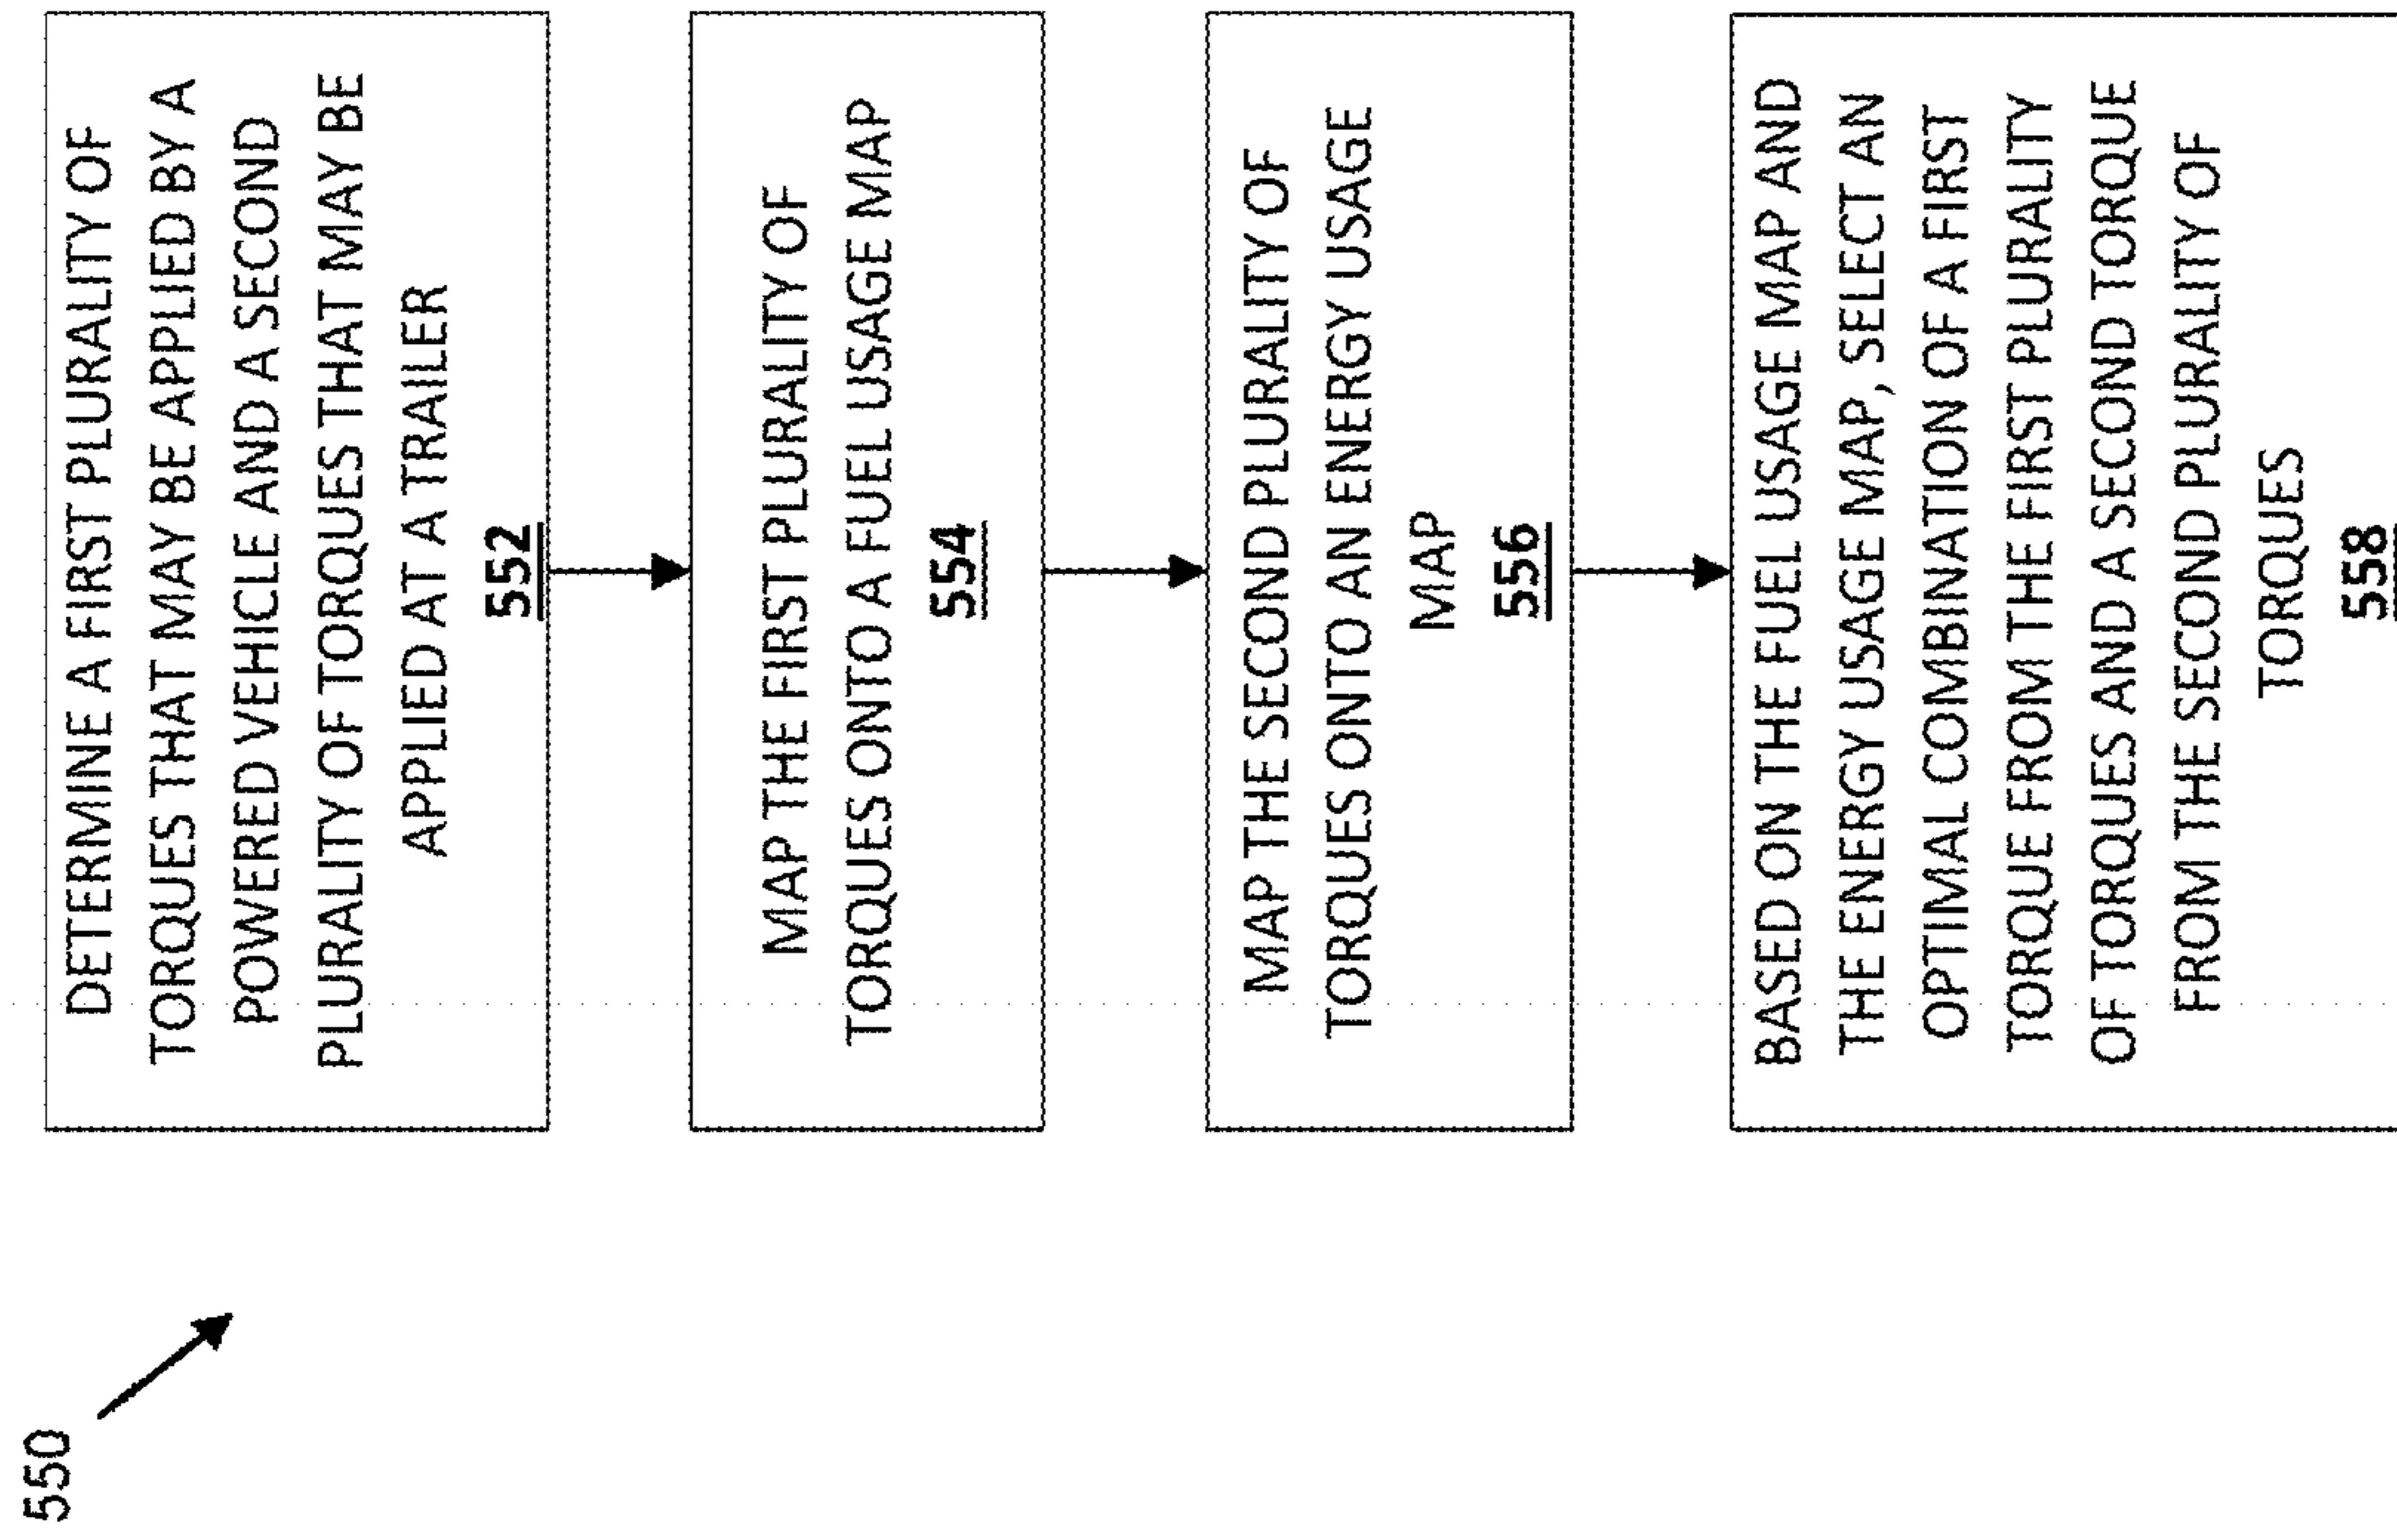 550
DETERMINE A FIRST PLURALITY OF
TORQUES THAT MAY BE APPLIED BY A
POWERED VEHICLE AND A SECOND
PLURALITY OF TORQUES THAT MAY BE
APPLIED AT A TRAILER
552
MAP THE FIRST PLURALITY OF
TORQUES ONTO A FUEL USAGE MAP
554
MAP THE SECOND PLURALITY OF
TORQUES ONTO AN ENERGY USAGE
MAP
556
BASED ON THE FUEL USAGE MAP AND
THE ENERGY USAGE MAP, SELECT AN
OPTIMAL COMBINATION OF A FIRST
TORQUE FROM THE FIRST PLURALITY
OF TORQUES AND A SECOND TORQUE
FROM THE SECOND PLURALITY OF
TORQUES
558